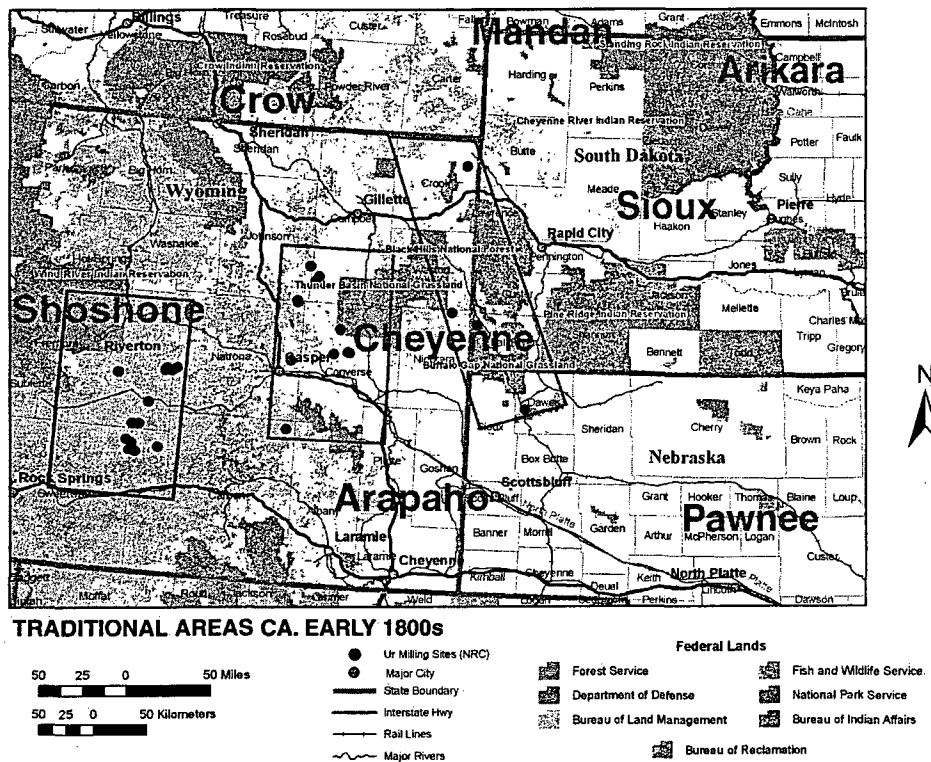 Billings
Treasure
Custer
Bowman
Adams
Grant
Emmons
McIntosh
Stillwater
Yellowstone
Rosebud
Mandan
Standing Rock Indian Reservation
Campbell
Crow Indian Reservation
Harding
Perkins
Arikara
Carbon
Powder River
Carter
Walworth
Crow
Sheridan
Sheridan
Cheyenne River Indian Reservation
Potter
Faulk
Butte
South Dakota
Big Horn
Crook
Meade
Sully
Wyoming
Gillette
Campbell
Sioux
Stanley
Pierre
Hughes
Hyde
Haakon
Johnson
Washakie
Rapid City
Black Hills National Forest
Pennington
Jones
Lyman
Wind River Indian Reservation
Thunder Basin National Grassland
Jackson
Mellette
Shoshone
Pine Ridge Indian Reservation
Tripp
Gregory
Riverton
Natrona
Casper
Cheyenne
Bennett
Todd
Converse
Niobrara
Buffalo Gap National Grassland
Keya Paha
Dawes
Sioux
Sheridan
Cherry
Brown
Rock
Platte
Goshen
Box Butte
Nebraska
Rock Springs
Scottsbluff
Arapaho
North Platte
Grant
Hooker
Thomas
Blaine
Loup
Albany
Banner
Morrill
Garden
Arthur
McPherson
Logan
Pawnee
Custer
Laramie
Laramie
Cheyenne
Kimball
Cheyenne
Deuel
Keith
North Platte
Lincoln
Platte
Moffat
Routt
Jackson
Larimer
Weld
Logan
Perkins
Dawson
N
TRADITIONAL AREAS CA. EARLY 1800s
50 25 0 50 Miles
50 25 0 50 Kilometers
Ur Milling Sites (NRC)
Major City
State Boundary
Interstate Hwy
Rail Lines
Major Rivers
Federal Lands
Forest Service
Department of Defense
Bureau of Land Management
Fish and Wildlife Service
National Park Service
Bureau of Indian Affairs
Bureau of Reclamation